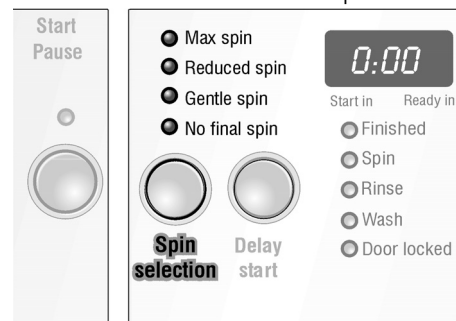 Start
Pause
Max spin
Reduced spin
Gentle spin
No final spin
Spin
selection
Delay
start
0:00
Start in Ready in
Finished
Spin
Rinse
Wash
Door locked